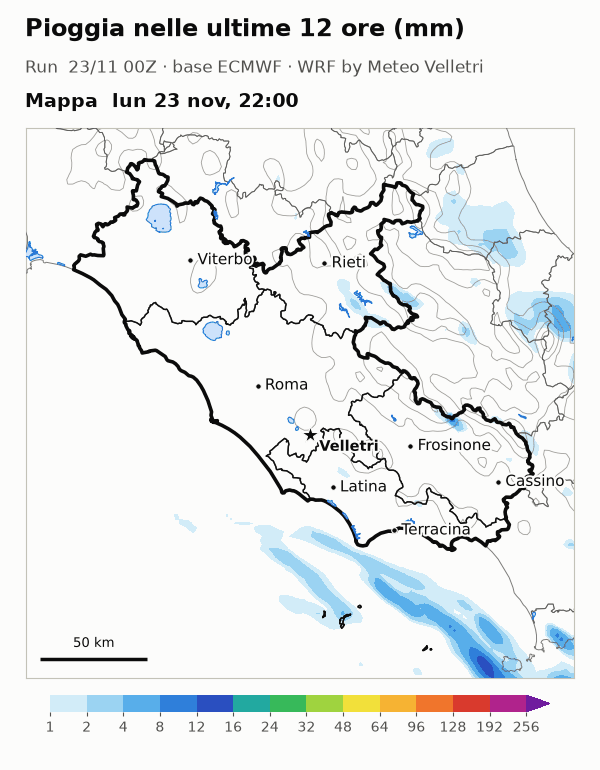 Pioggia nelle ultime 12 ore (mm)
Run  23/11 00Z · base ECMWF · WRF by Meteo Velletri
Mappa  lun 23 nov, 22:00
Viterbo
Rieti
Roma
Velletri
Frosinone
Latina
Cassino
Terracina
50 km
1 2 4 8 12 16 24 32 48 64 96 128 192 256